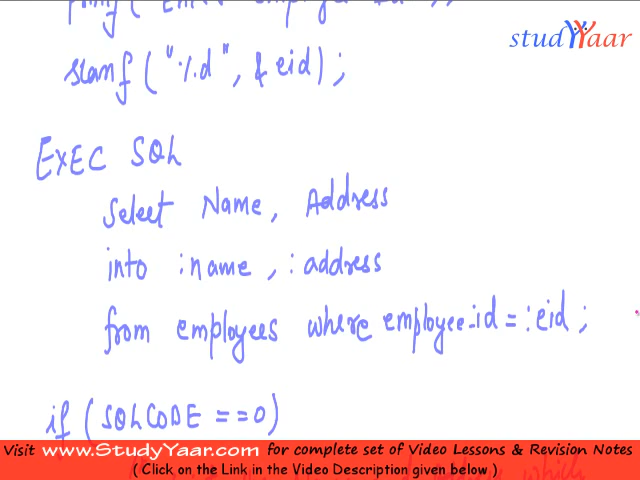 studYYaar
scanf ("%d", &eid);
EXEC SQL
Select Name, Address
into :name, :address
from employees where employee-id = :eid;
if (SQLCODE ==0)
Visit www.StudyYaar.com for complete set of Video Lessons & Revision Notes
( Click on the Link in the Video Description given below )
which